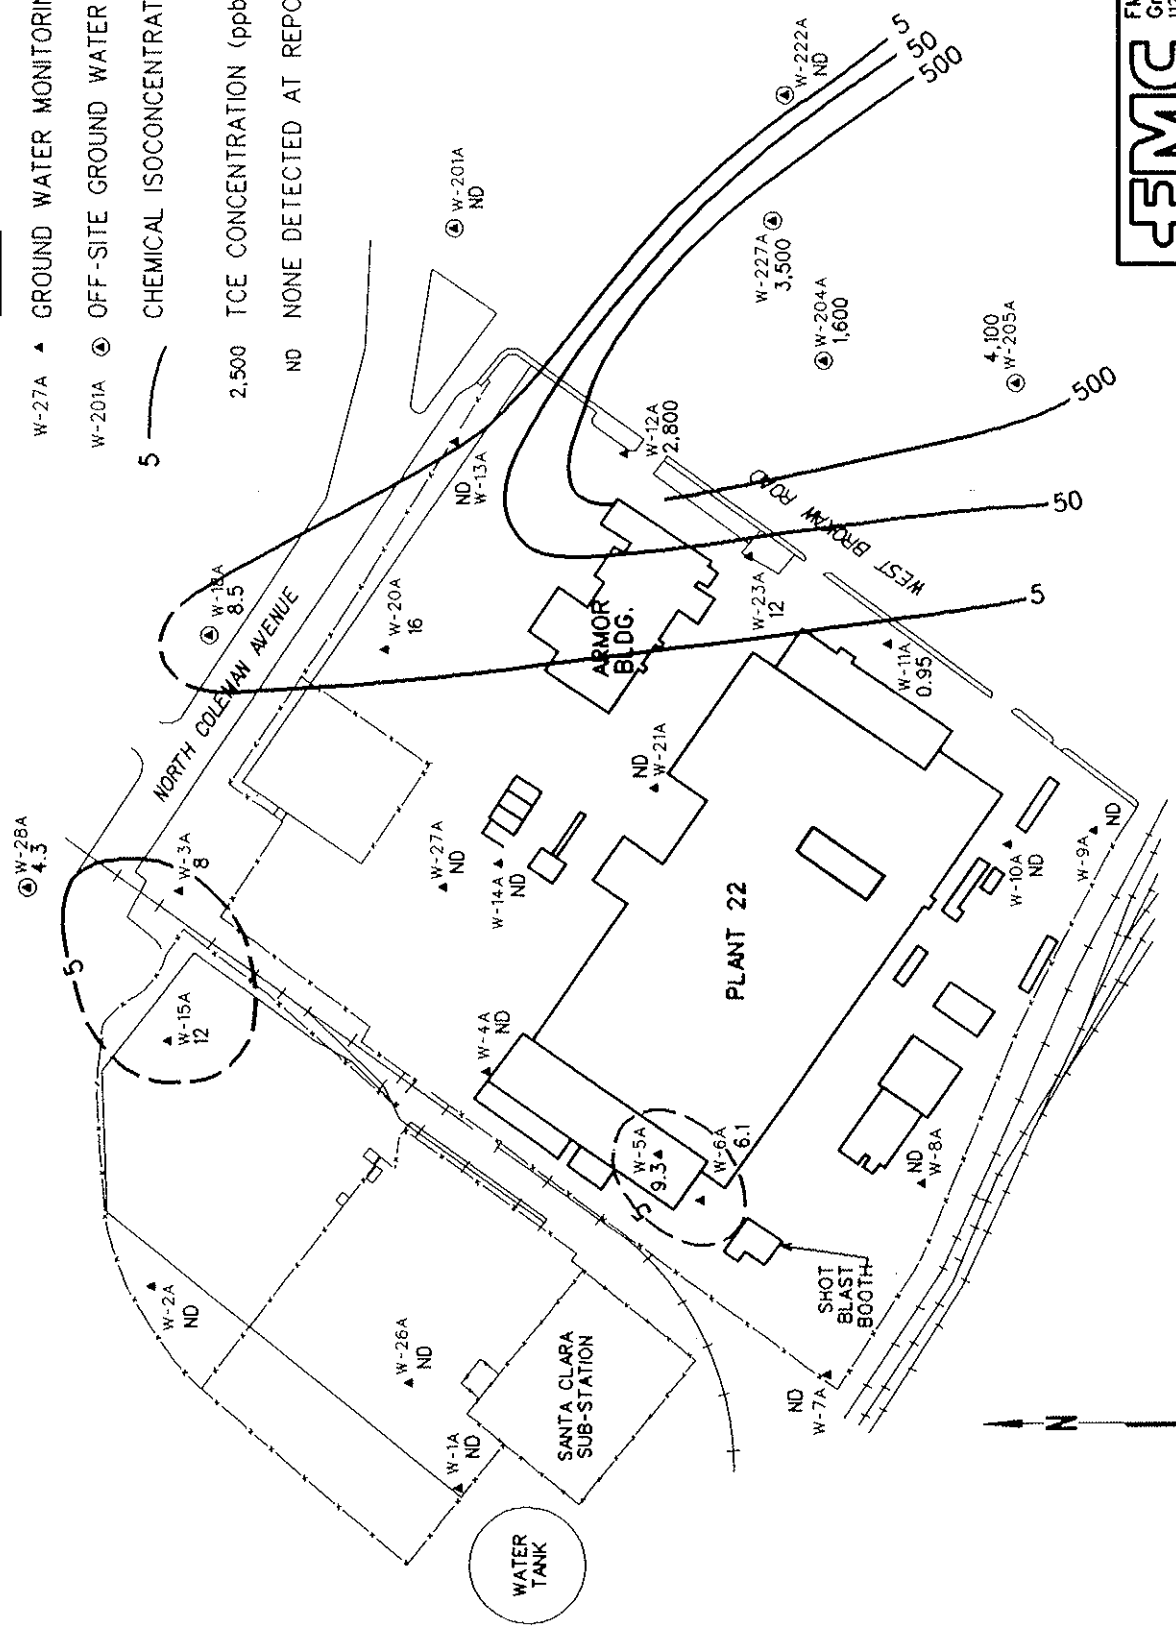 W-27A GROUND WATER MONITORIN
W-201A OFF-SITE GROUND WATER
5 CHEMICAL ISOCONCENTRAT
2,500 TCE CONCENTRATION (ppb
ND NONE DETECTED AT REPO
W-28A
4.3
W-18A
8.5
W-201A
ND
W-222A
ND
5
50
500
NORTH COLEMAN AVENUE
W-3A
8
5
W-15A
12
W-20A
16
ND
W-13A
W-227A
3,500
W-204A
1,600
4,100
W-205A
W-12A
2,800
500
50
5
WEST BROKAW ROAD
W-23A
12
ARMOR
BLDG.
W-11A
0.95
ND
W-21A
W-27A
ND
W-14A
ND
W-4A
ND
PLANT 22
W-10A
ND
W-9A
ND
W-5A
9.3
5
W-6A
6.1
ND
W-8A
SHOT
BLAST
BOOTH
W-2A
ND
W-26A
ND
W-1A
ND
SANTA CLARA
SUB-STATION
ND
W-7A
WATER
TANK
N
FMC